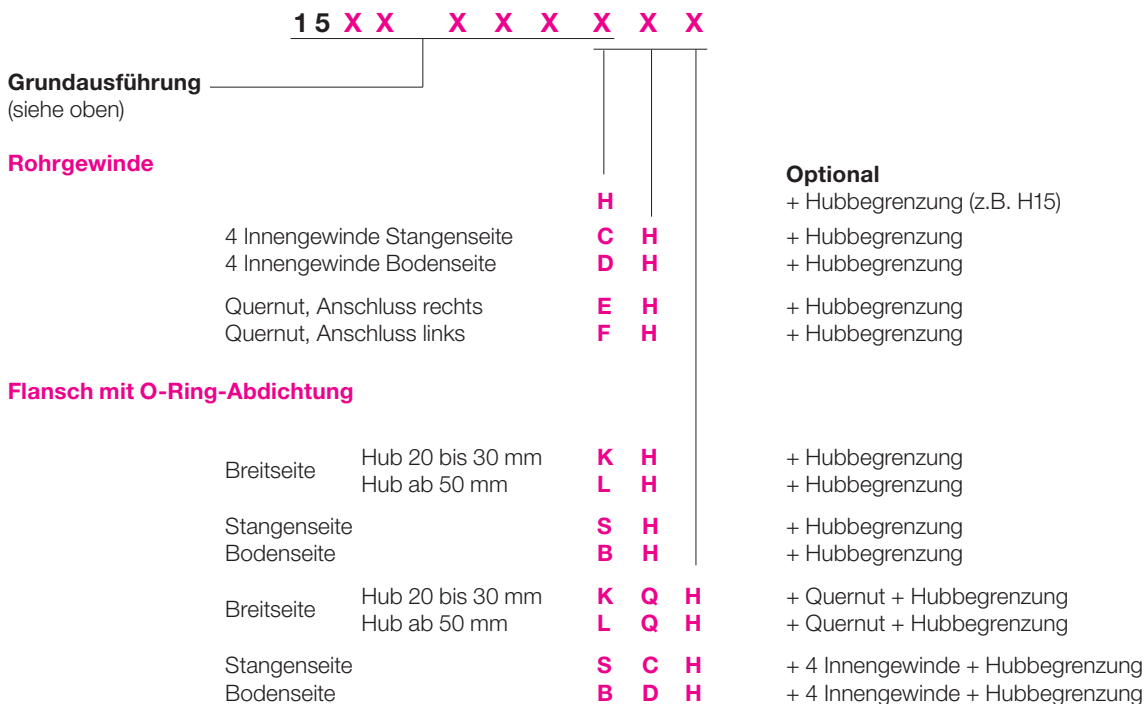 15 X X X X X X X X
Grundausführung
(siehe oben)
Rohrgewinde
Optional
H + Hubbegrenzung (z.B. H15)
4 Innengewinde Stangenseite C H + Hubbegrenzung
4 Innengewinde Bodenseite D H + Hubbegrenzung
Quernut, Anschluss rechts E H + Hubbegrenzung
Quernut, Anschluss links F H + Hubbegrenzung
Flansch mit O-Ring-Abdichtung
Breitseite Hub 20 bis 30 mm K H + Hubbegrenzung
Hub ab 50 mm L H + Hubbegrenzung
Stangenseite S H + Hubbegrenzung
Bodenseite B H + Hubbegrenzung
Breitseite Hub 20 bis 30 mm K Q H + Quernut + Hubbegrenzung
Hub ab 50 mm L Q H + Quernut + Hubbegrenzung
Stangenseite S C H + 4 Innengewinde + Hubbegrenzung
Bodenseite B D H + 4 Innengewinde + Hubbegrenzung